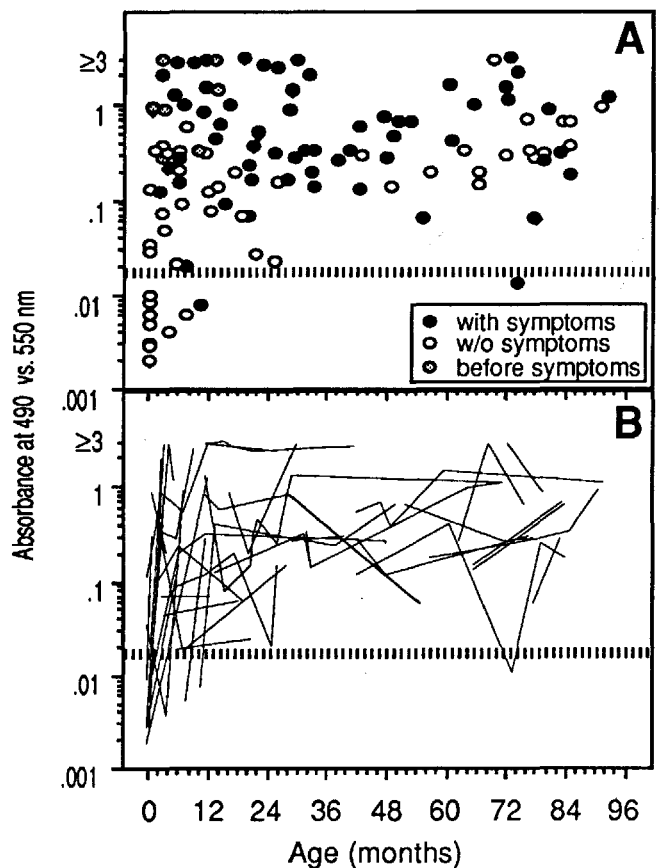 A
≥3
1
.1
.01
.001
with symptoms
w/o symptoms
before symptoms
B
≥3
1
.1
.01
.001
0 12 24 36 48 60 72 84 96
Age (months)
Absorbance at 490 vs. 550 nm